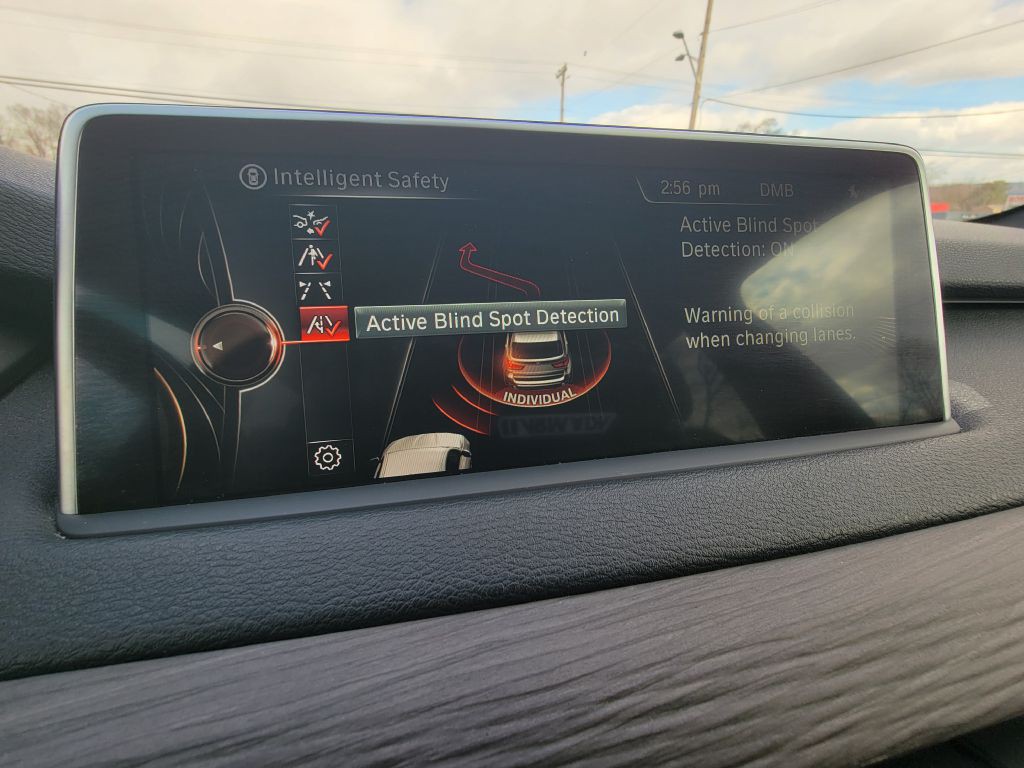 Intelligent Safety
2:56 pm DMB
Active Blind Spot
Detection: ON
Active Blind Spot Detection
Warning of a collision
when changing lanes.
INDIVIDUAL